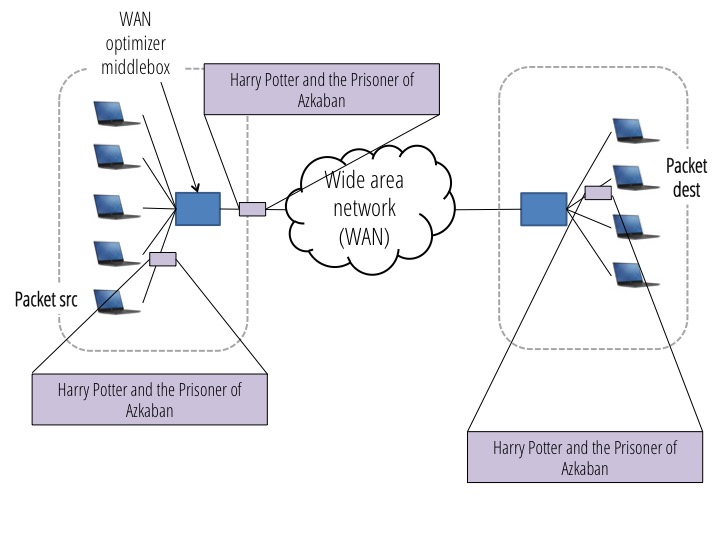 WAN
optimizer
middlebox
Harry Potter and the Prisoner of
Azkaban
Wide area
network
(WAN)
Packet
dest
Packet src
Harry Potter and the Prisoner of
Azkaban
Harry Potter and the Prisoner of
Azkaban